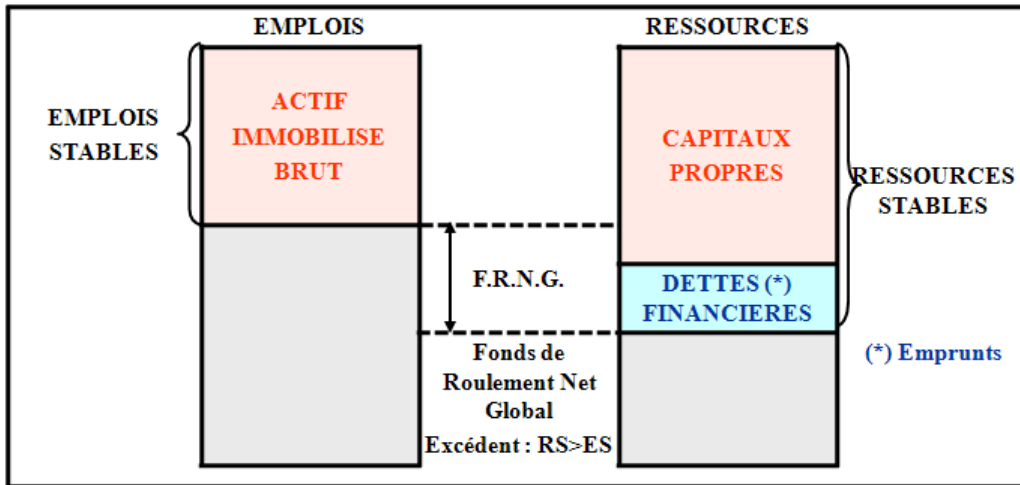 EMPLOIS
RESSOURCES
EMPLOIS
STABLES
ACTIF
IMMOBILISE
BRUT
CAPITAUX
PROPRES
RESSOURCES
STABLES
F.R.N.G.
DETTES (*)
FINANCIERES
Fonds de
Roulement Net
Global
Excédent : RS>ES
(*) Emprunts